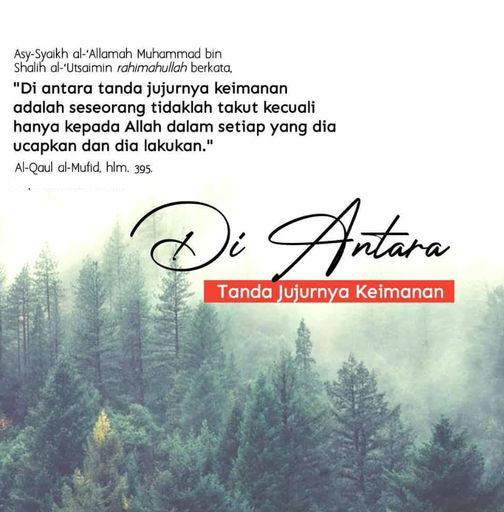 Asy-Syaikh al-‘Allamah Muhammad bin
Shalih al-‘Utsaimin rahimahullah berkata,
"Di antara tanda jujurnya keimanan
adalah seseorang tidaklah takut kecuali
hanya kepada Allah dalam setiap yang dia
ucapkan dan dia lakukan."
Al-Qaul al-Mufid, hlm. 395.
Di Antara
Tanda Jujurnya Keimanan